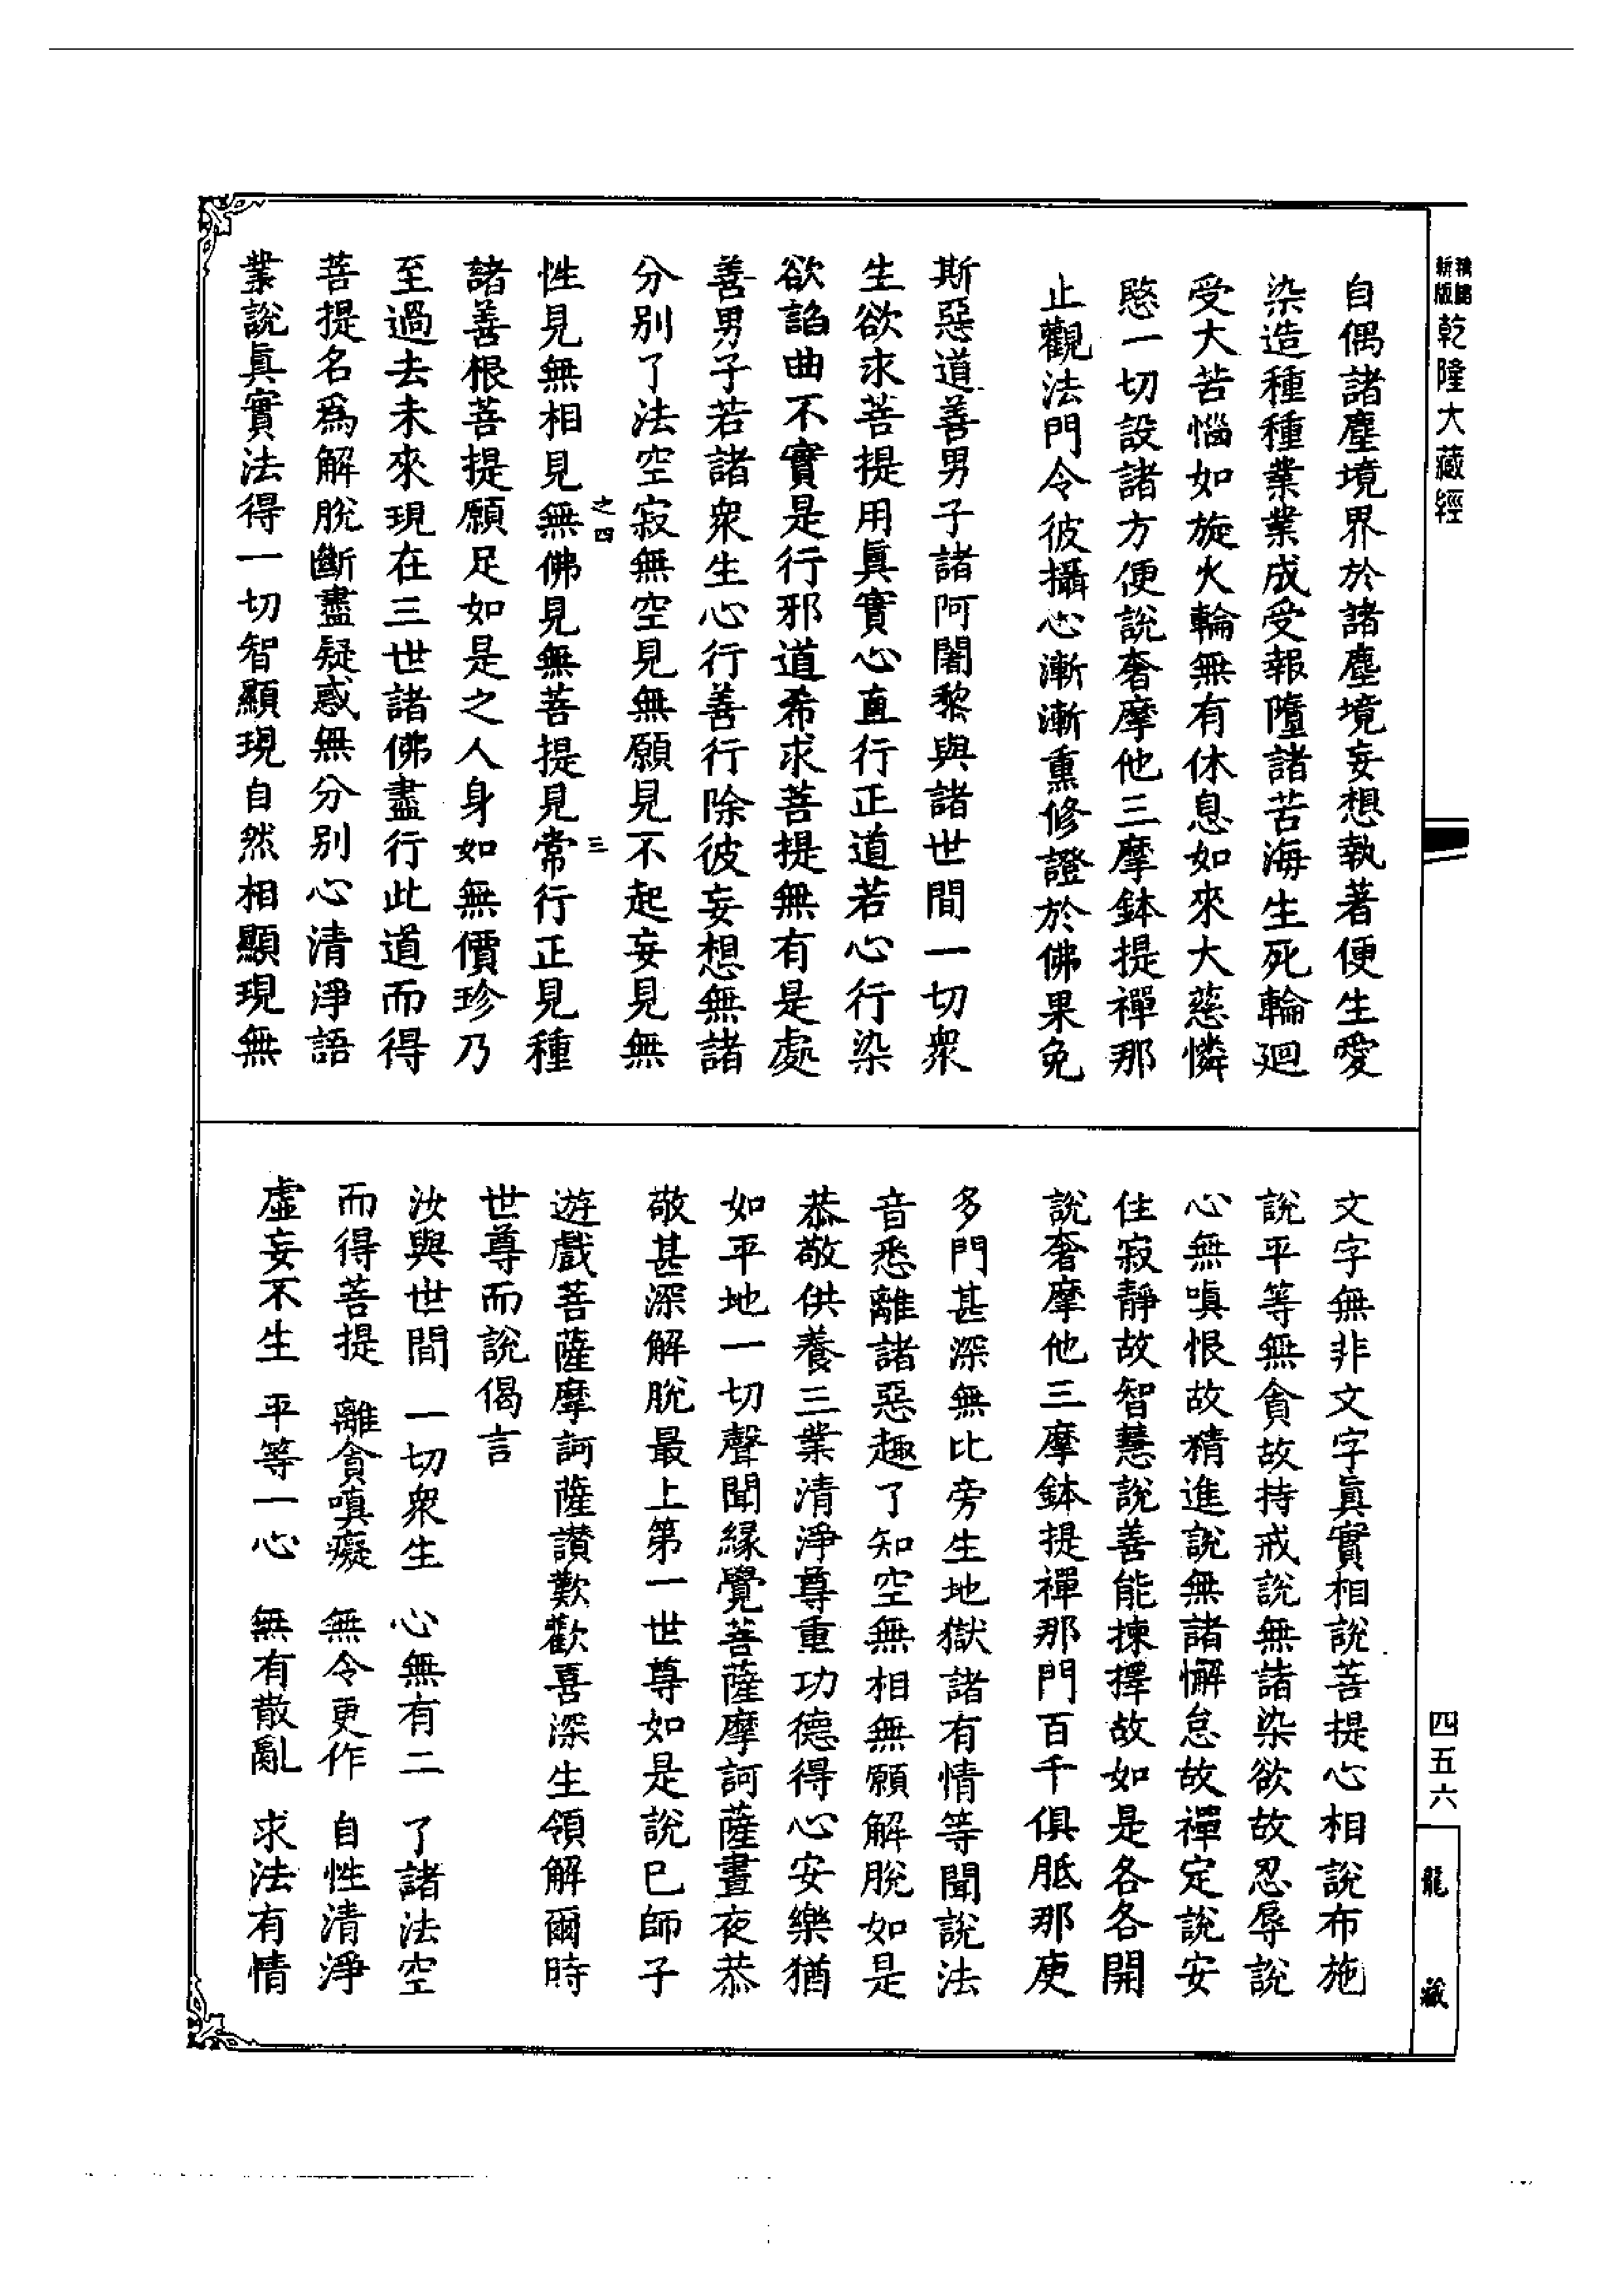 新版
乾隆大藏經
自偶諸塵境界於諸塵境妄想執著便生愛
染造種種業業成受報墮諸苦海生死輪迴
受大苦惱如旋火輪無有休息如來大慈憐
愍一切設諸方便說奢摩他三摩鉢提禪那
止觀法門令彼攝心漸漸熏修證於佛果免
斯惡道善男子諸阿闍黎與諸世間一切衆
生欲求菩提用眞實心直行正道若心行染
欲諂曲不實是行邪道希求菩提無有是處
善男子若諸衆生心行善行除彼妄想無諸
分別了法空寂無空見無願見不起妄見無
之四
三
性見無相見無佛見無菩提見常行正見種
諸善根菩提願足如是之人身如無價珍乃
至過去未來現在三世諸佛盡行此道而得
菩提名爲解脫斷盡疑惑無分別心清淨語
業說眞實法得一切智顯現自然相顯現無
文字無非文字眞實相說菩提心相說布施
說平等無貪故持戒說無諸染欲故忍辱說
心無嗔恨故精進說無諸懈怠故禪定說安
住寂靜故智慧說善能揀擇故如是各各開
說奢摩他三摩鉢提禪那門百千俱胝那庾
多門甚深無比旁生地獄諸有情等聞說法
音悉離諸惡趣了知空無相無願解脫如是
恭敬供養三業清淨尊重功德得心安樂猶
如平地一切聲聞緣覺菩薩摩訶薩晝夜恭
敬甚深解脫最上第一世尊如是說已師子
遊戲菩薩摩訶薩讃歎歡喜深生領解爾時
世尊而說偈言
汝與世間　一切衆生　心無有二　了諸法空
而得菩提　離貪嗔癡　無令更作　自性清淨
虛妄不生　平等一心　無有散亂　求法有情
四五六
龍藏